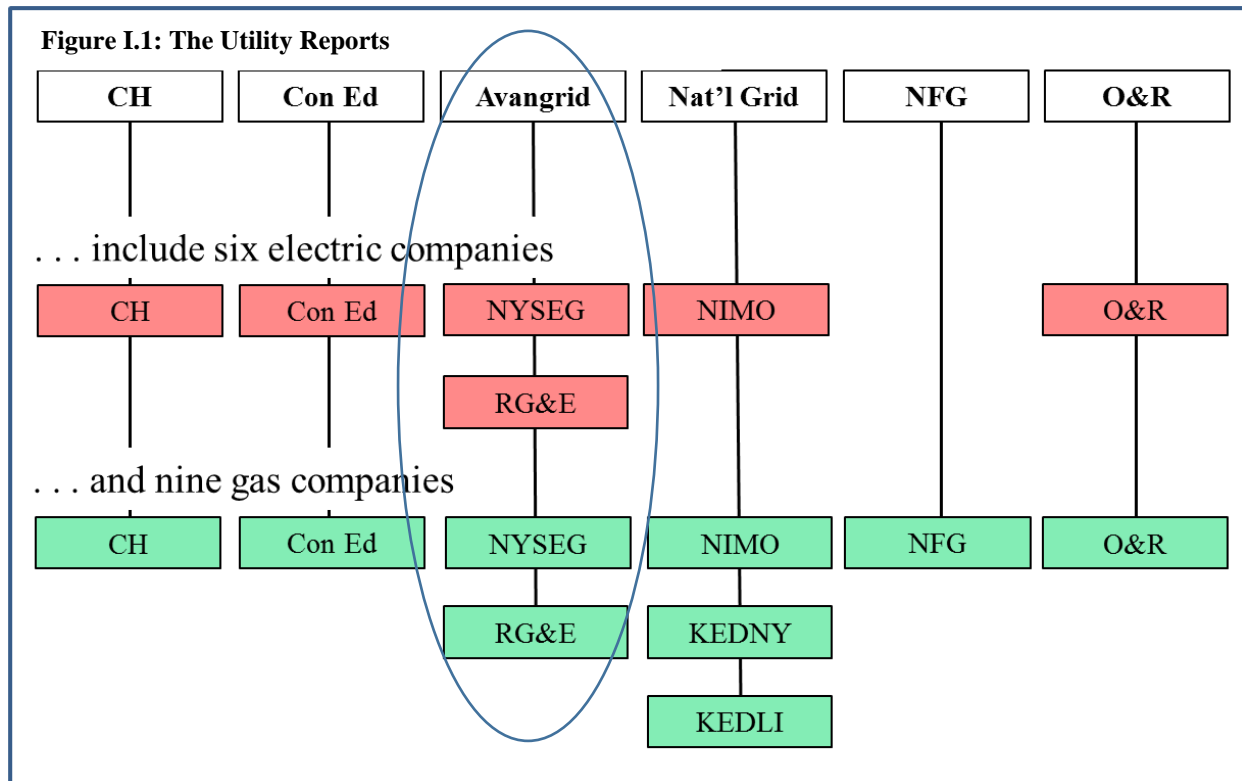 Figure I.1: The Utility Reports
CH Con Ed Avangrid Nat’l Grid NFG O&R
. . . include six electric companies
CH Con Ed NYSEG NIMO O&R
RG&E
. . . and nine gas companies
CH Con Ed NYSEG NIMO NFG O&R
RG&E KEDNY
KEDLI